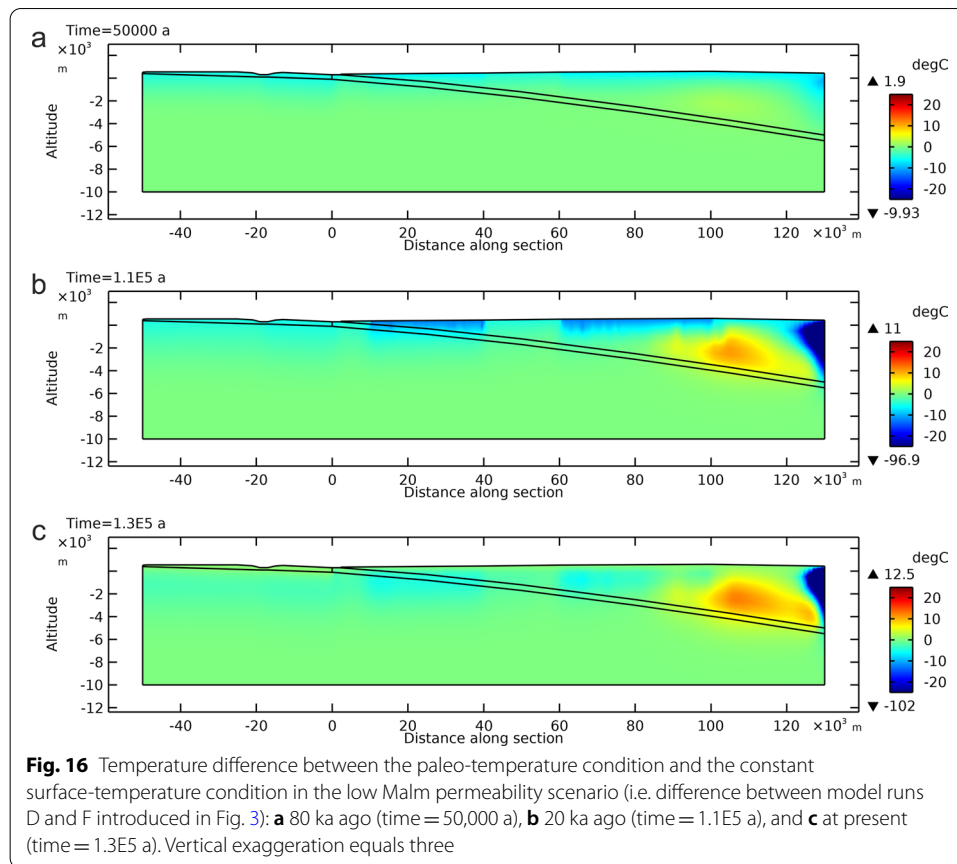 a
Time=50000 a
×10³
m
degC
▲ 1.9
-2
-4
-6
-8
-10
-12
Altitude
20
10
0
-10
-20
▼ -9.93
-40
-20
0
20
40
60
80
100
×10³ m
Distance along section
b
Time=1.1E5 a
×10³
m
degC
▲ 11
-2
-4
-6
-8
-10
-12
Altitude
20
10
0
-10
-20
▼ -96.9
-40
-20
0
20
40
60
80
100
120
×10³ m
Distance along section
c
Time=1.3E5 a
×10³
m
degC
▲ 12.5
-2
-4
-6
-8
-10
-12
Altitude
20
10
0
-10
-20
▼ -102
-40
-20
0
20
40
60
80
100
120
×10³ m
Distance along section
Fig. 16 Temperature difference between the paleo-temperature condition and the constant
surface-temperature condition in the low Malm permeability scenario (i.e. difference between model runs
D and F introduced in Fig. 3): a 80 ka ago (time = 50,000 a), b 20 ka ago (time = 1.1E5 a), and c at present
(time = 1.3E5 a). Vertical exaggeration equals three